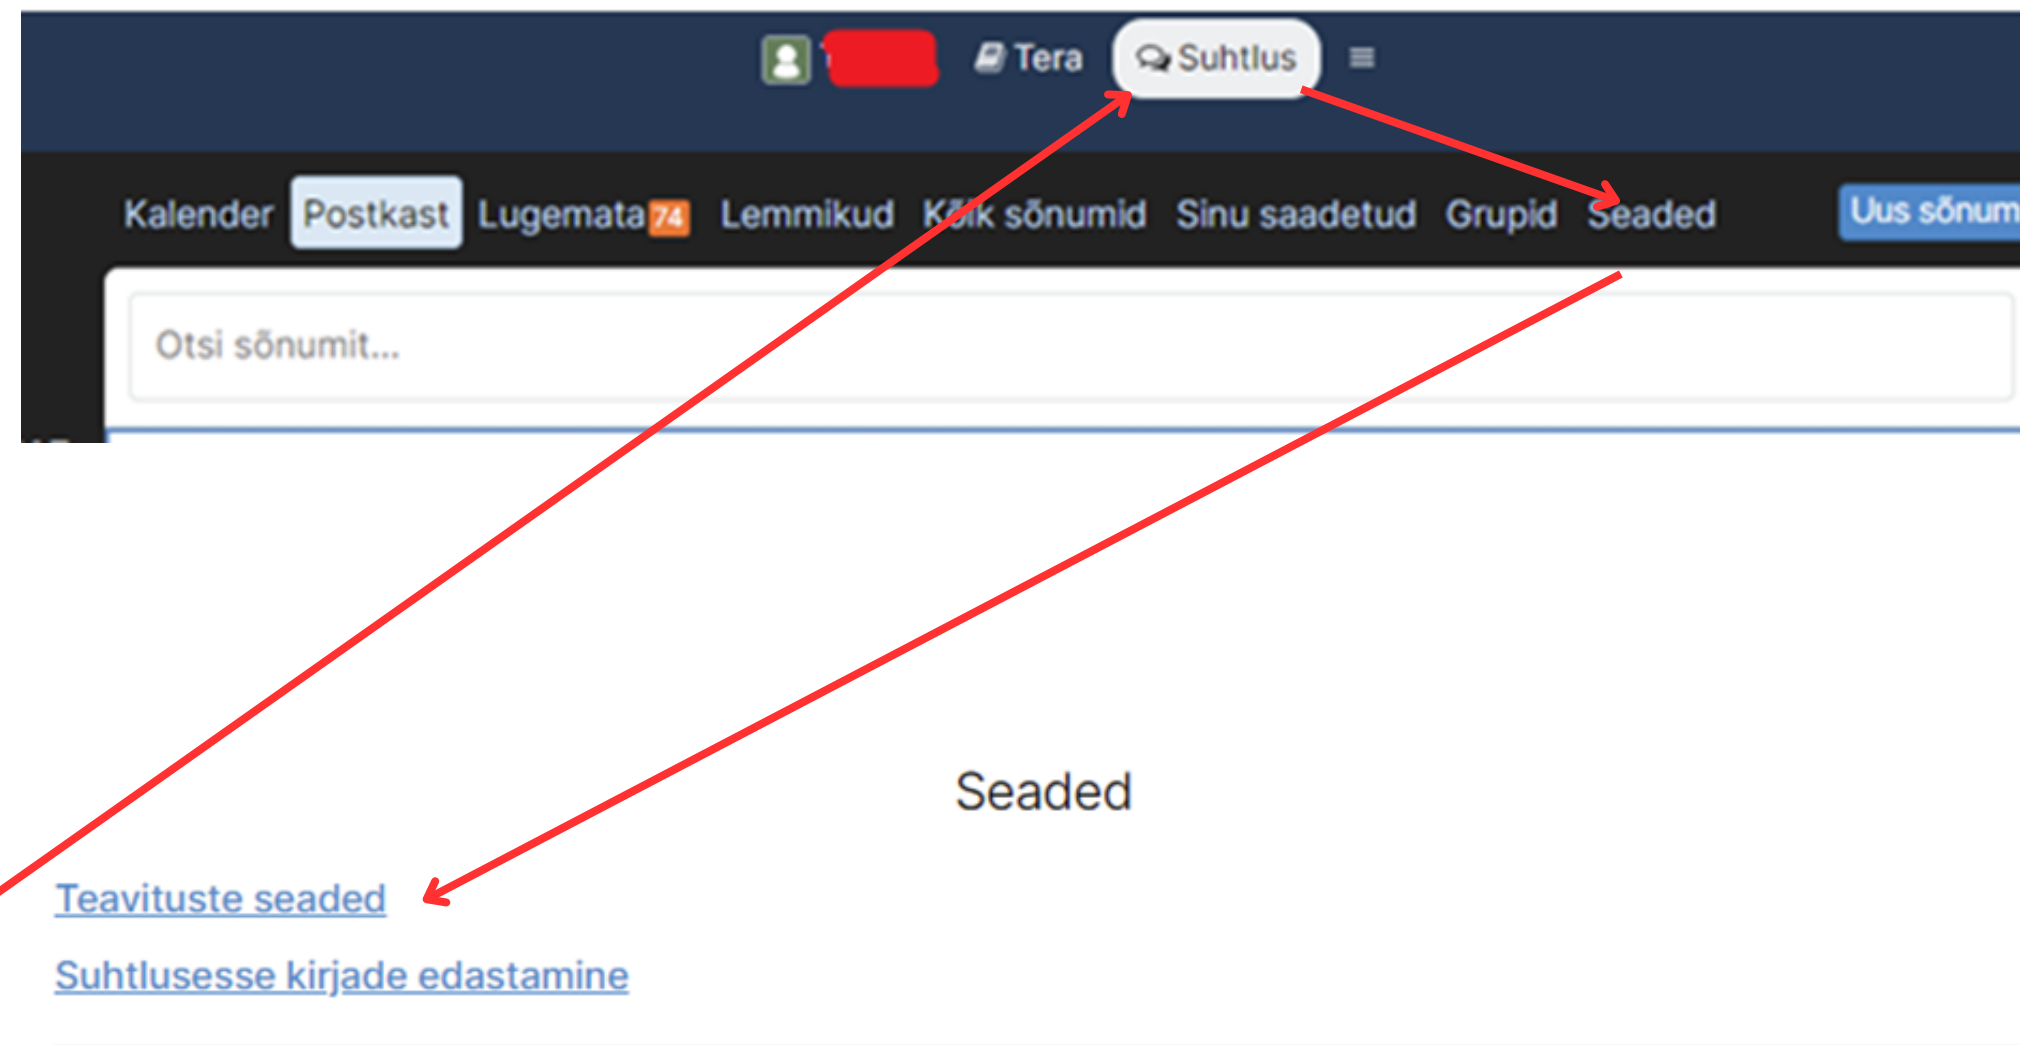 Tera Suhtlus
Kalender Postkast Lugemata 74 Lemmikud Kõik sõnumid Sinu saadetud Grupid Seaded Uus sõnum
Otsi sõnumit...
Seaded
Teavituste seaded
Suhtlusesse kirjade edastamine